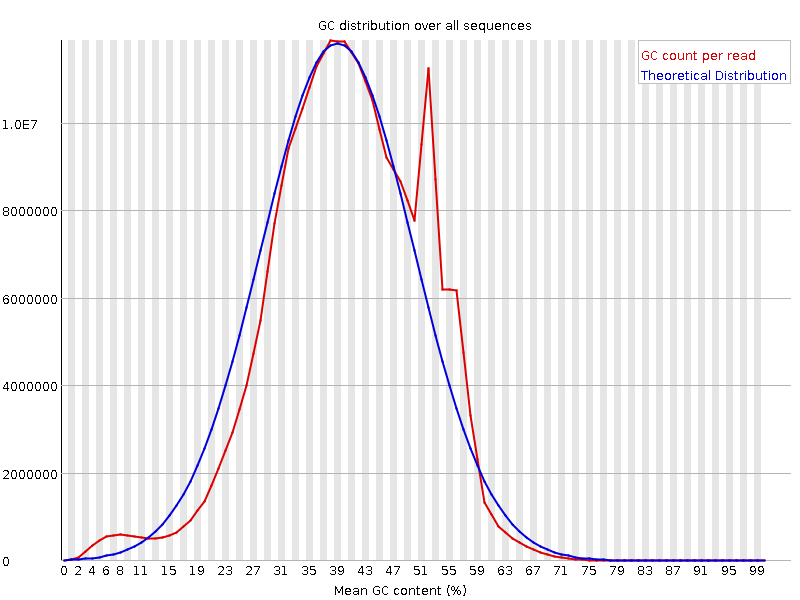 GC distribution over all sequences
GC count per read
Theoretical Distribution
1.0E7
8000000
6000000
4000000
2000000
0
0 2 4 6 8 11 15 19 23 27 31 35 39 43 47 51 55 59 63 67 71 75 79 83 87 91 95 99
Mean GC content (%)